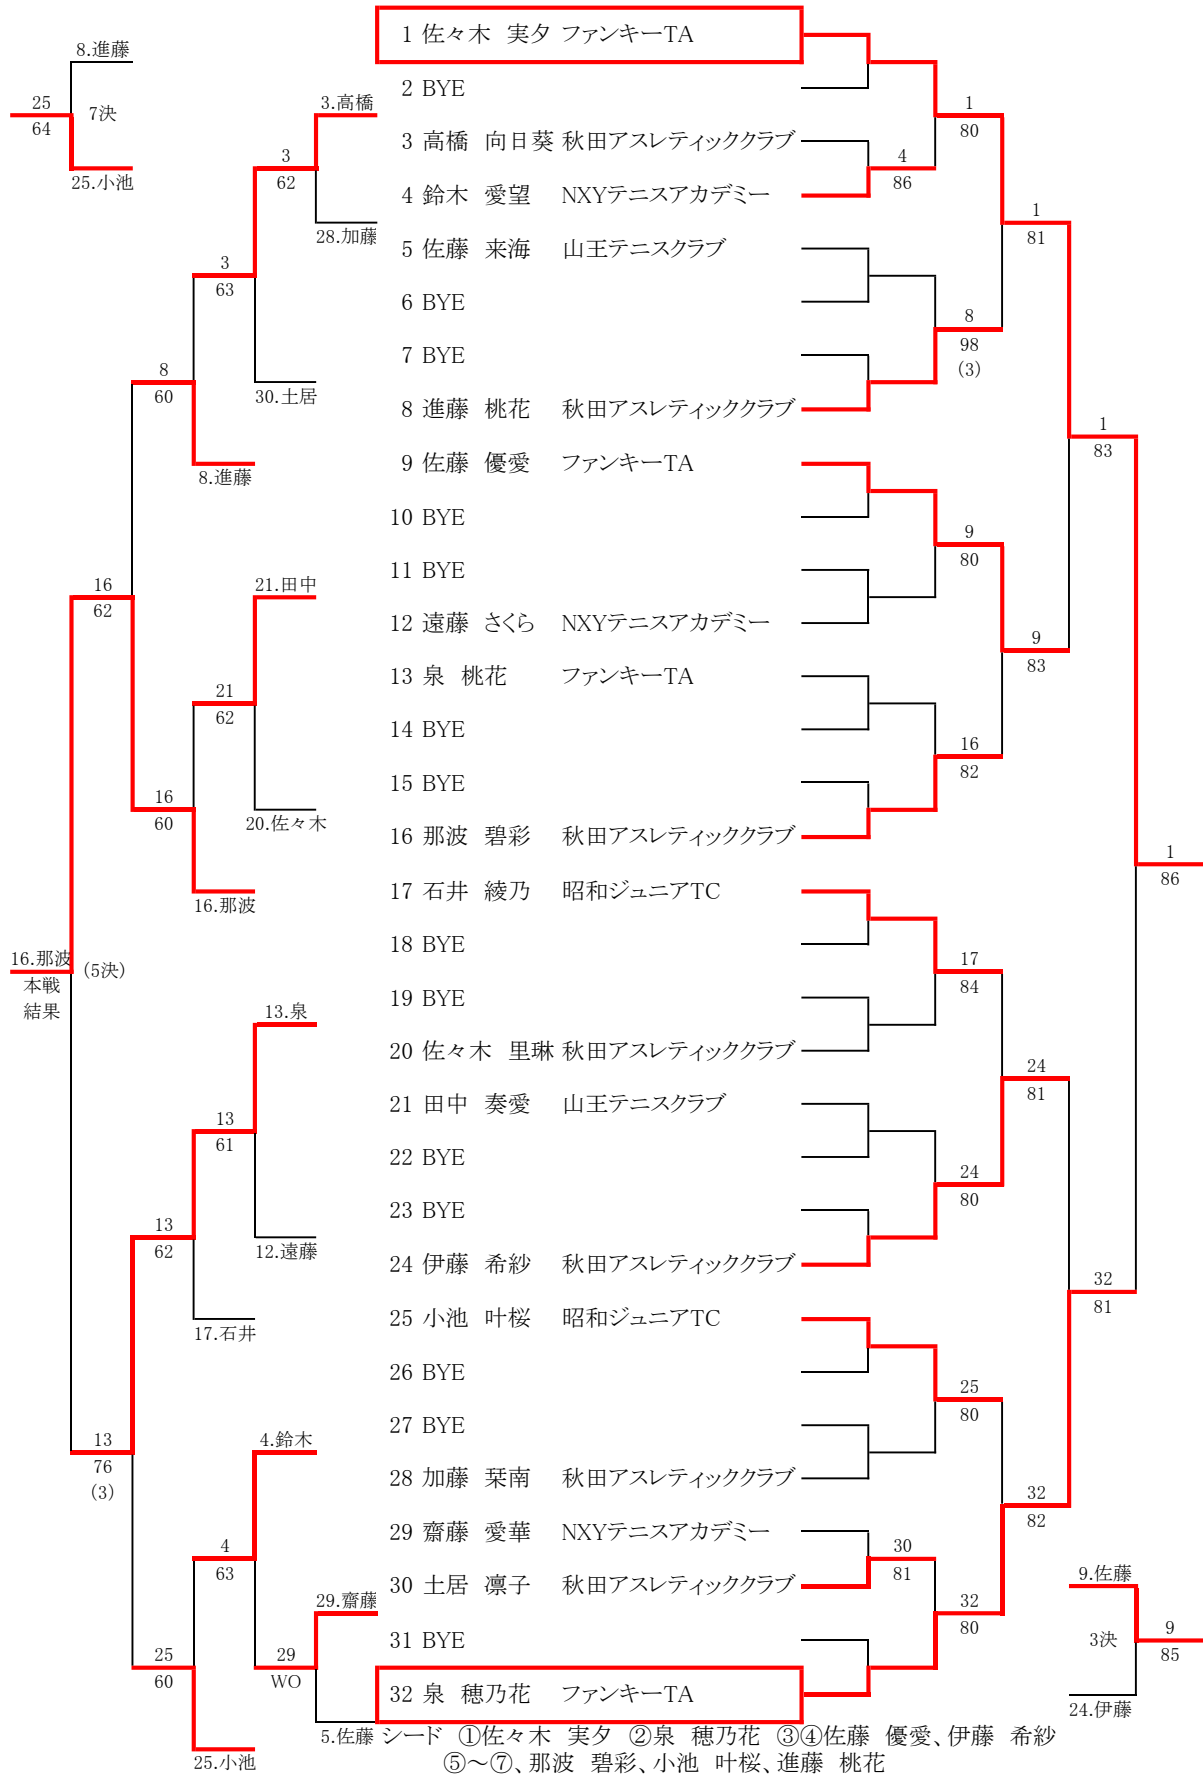 1 佐々木 実夕 ファンキーTA
2 BYE
3 高橋 向日葵 秋田アスレティッククラブ
4 鈴木 愛望 NXYテニスアカデミー
5 佐藤 来海 山王テニスクラブ
6 BYE
7 BYE
8 進藤 桃花 秋田アスレティッククラブ
9 佐藤 優愛 ファンキーTA
10 BYE
11 BYE
12 遠藤 さくら NXYテニスアカデミー
13 泉 桃花 ファンキーTA
14 BYE
15 BYE
16 那波 碧彩 秋田アスレティッククラブ
17 石井 綾乃 昭和ジュニアTC
18 BYE
19 BYE
20 佐々木 里琳 秋田アスレティッククラブ
21 田中 奏愛 山王テニスクラブ
22 BYE
23 BYE
24 伊藤 希紗 秋田アスレティッククラブ
25 小池 叶桜 昭和ジュニアTC
26 BYE
27 BYE
28 加藤 栞南 秋田アスレティッククラブ
29 齋藤 愛華 NXYテニスアカデミー
30 土居 凛子 秋田アスレティッククラブ
31 BYE
32 泉 穂乃花 ファンキーTA
シード ①佐々木 実夕 ②泉 穂乃花 ③④佐藤 優愛、伊藤 希紗
⑤～⑦、那波 碧彩、小池 叶桜、進藤 桃花
8.進藤
25
64
7決
25.小池
3.高橋
3
62
28.加藤
3
63
30.土居
8
60
8.進藤
16
62
21.田中
21
62
20.佐々木
16
60
16.那波
16.那波
(5決)
本戦
結果
13.泉
13
61
12.遠藤
13
62
17.石井
13
76
(3)
4.鈴木
4
63
29.齋藤
29
WO
5.佐藤
25
60
25.小池
4
86
1
80
1
81
8
98
(3)
1
83
9
80
9
83
16
82
1
86
17
84
24
81
24
80
32
81
25
80
32
82
30
81
32
80
9.佐藤
3決
9
85
24.伊藤